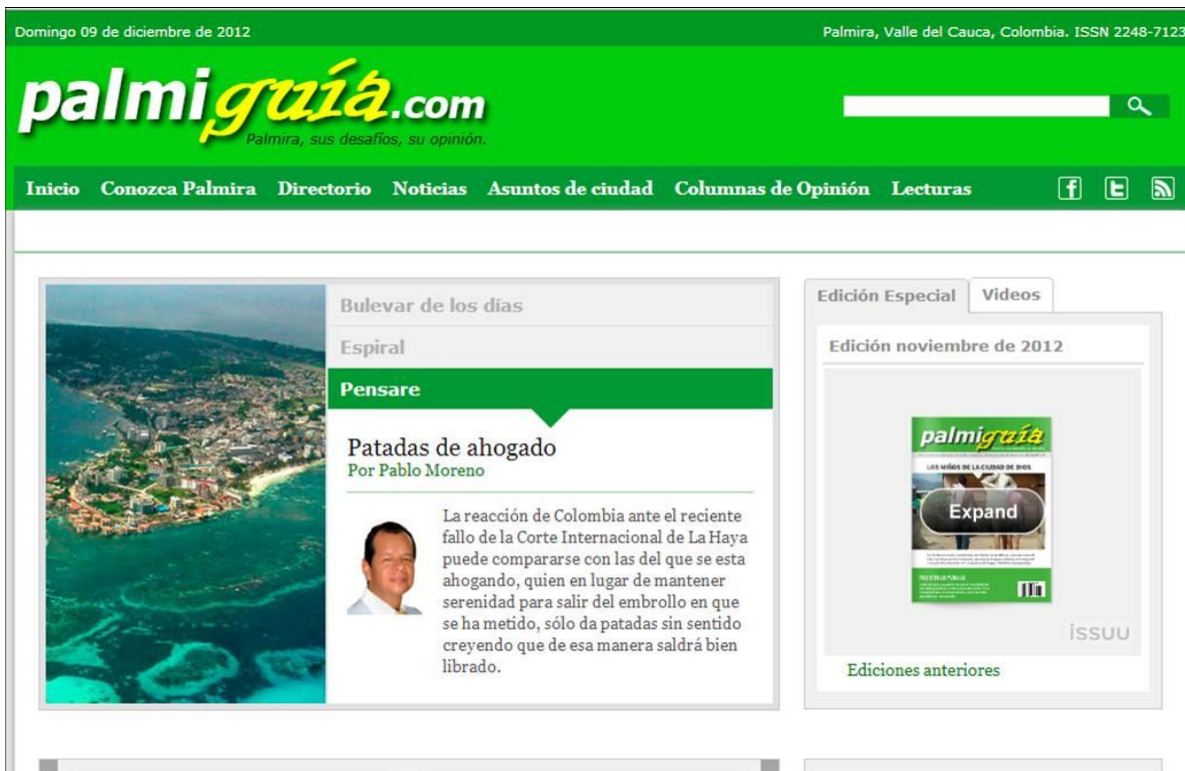 Domingo 09 de diciembre de 2012
Palmira, Valle del Cauca, Colombia. ISSN 2248-7123
palmiguía.com
Palmira, sus desafíos, su opinión.
Inicio Conozca Palmira Directorio Noticias Asuntos de ciudad Columnas de Opinión Lecturas
Bulevar de los días
Espiral
Pensare
Patadas de ahogado
Por Pablo Moreno
La reacción de Colombia ante el reciente
fallo de la Corte Internacional de La Haya
puede compararse con las del que se esta
ahogando, quien en lugar de mantener
serenidad para salir del embrollo en que
se ha metido, sólo da patadas sin sentido
creyendo que de esa manera saldrá bien
librado.
Edición Especial Videos
Edición noviembre de 2012
palmiguía
LOS NIÑOS DE LA CIUDAD DE DIOS
Expand
issuu
Ediciones anteriores